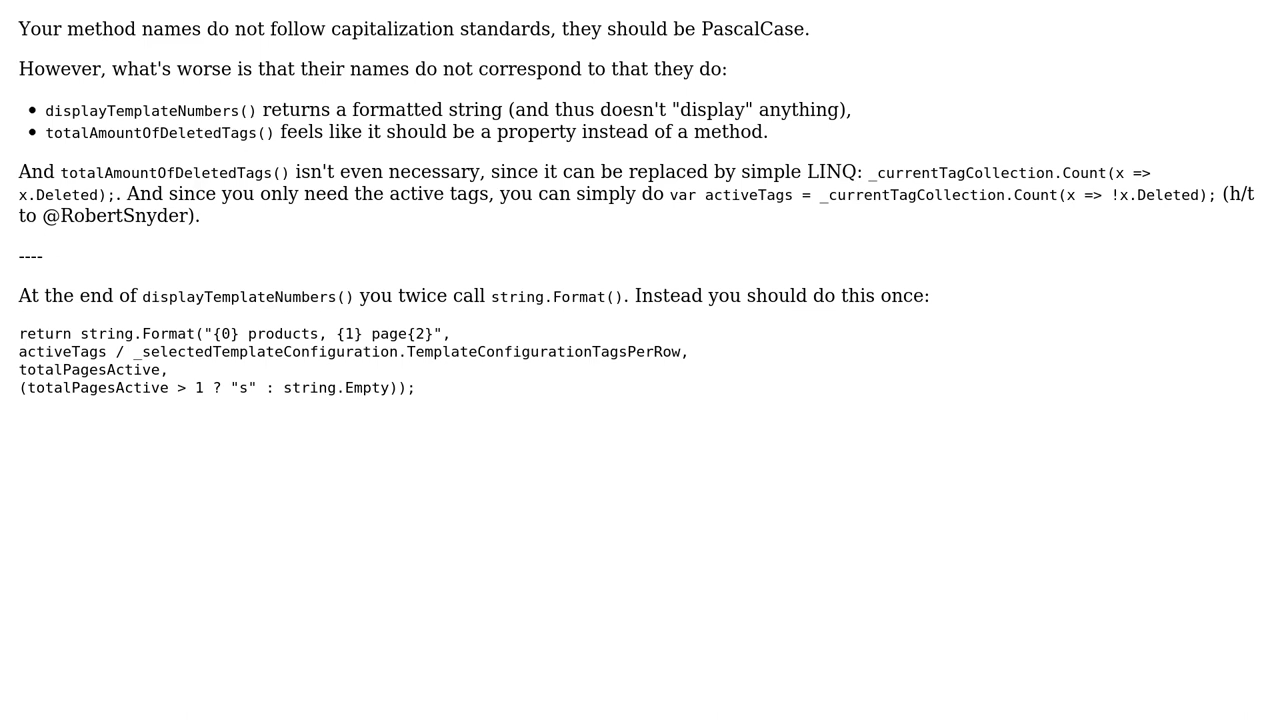 Your method names do not follow capitalization standards, they should be PascalCase.
However, what's worse is that their names do not correspond to that they do:
• displayTemplateNumbers() returns a formatted string (and thus doesn't "display" anything),
• totalAmountOfDeletedTags() feels like it should be a property instead of a method.
And totalAmountOfDeletedTags() isn't even necessary, since it can be replaced by simple LINQ: _currentTagCollection.Count(x =>
x.Deleted);. And since you only need the active tags, you can simply do var activeTags = _currentTagCollection.Count(x => !x.Deleted); (h/t
to @RobertSnyder).
----
At the end of displayTemplateNumbers() you twice call string.Format(). Instead you should do this once:
return string.Format("{0} products, {1} page{2}",
activeTags / _selectedTemplateConfiguration.TemplateConfigurationTagsPerRow,
totalPagesActive,
(totalPagesActive > 1 ? "s" : string.Empty));